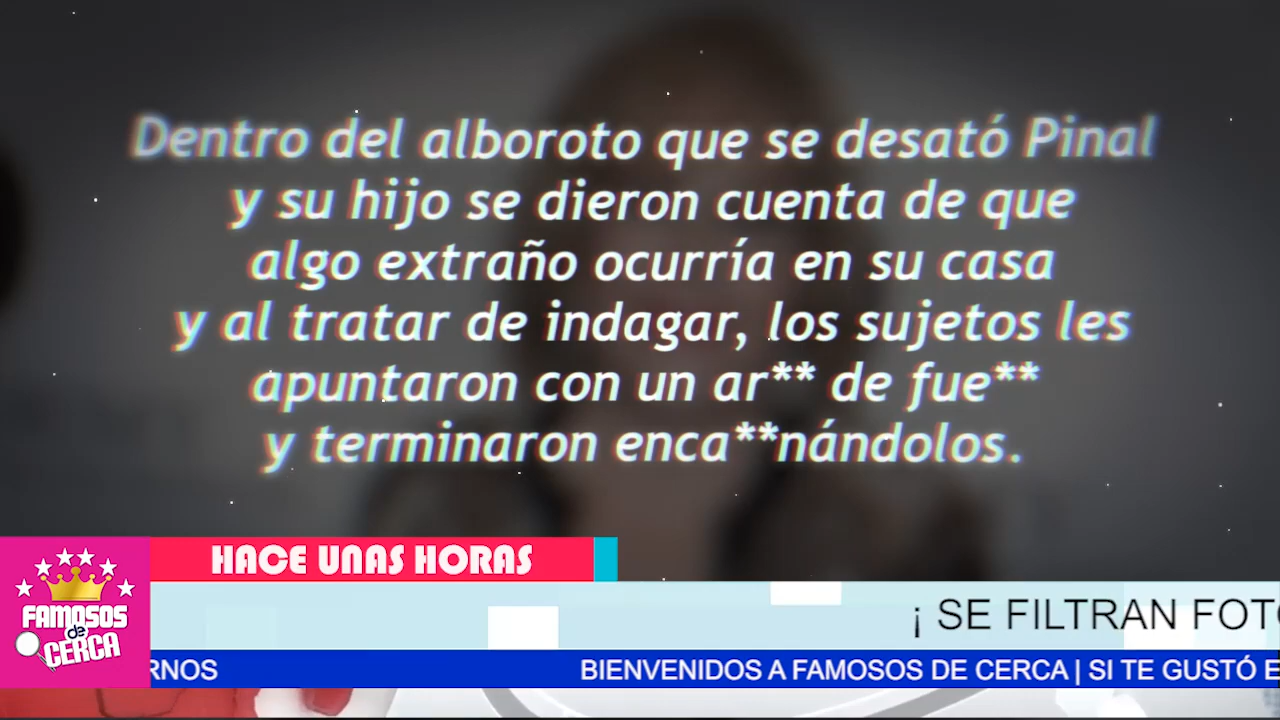 Dentro del alboroto que se desató Pinal
y su hijo se dieron cuenta de que
algo extraño ocurría en su casa
y al tratar de indagar, los sujetos les
apuntaron con un ar** de fue**
y terminaron enca**nándolos.
HACE UNAS HORAS
FAMOSOS
de
CERCA
¡ SE FILTRAN FOTO
RNOS BIENVENIDOS A FAMOSOS DE CERCA | SI TE GUSTÓ E